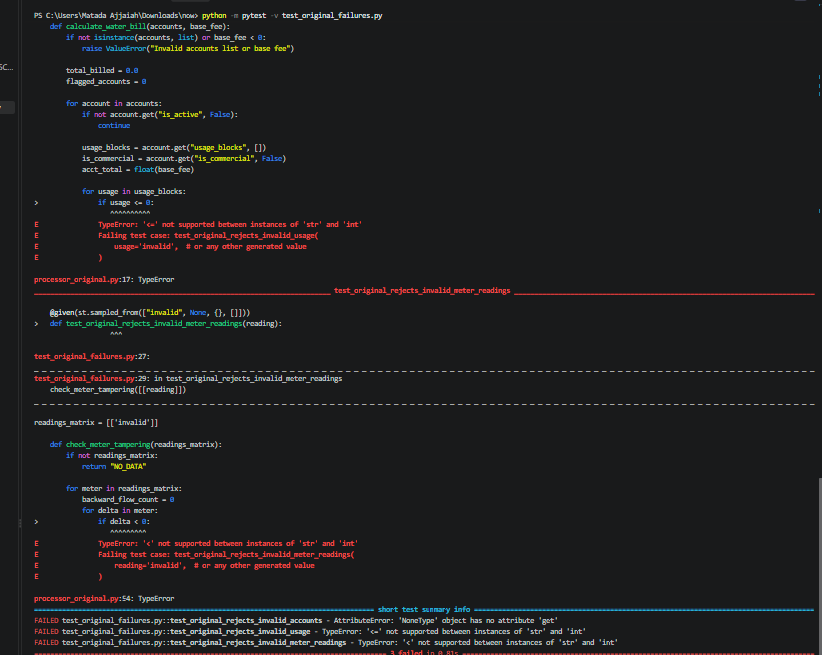 PS C:\Users\Matada Ajjaiah\Downloads\now> python -m pytest -v test_original_failures.py
    def calculate_water_bill(accounts, base_fee):
        if not isinstance(accounts, list) or base_fee < 0:
            raise ValueError("Invalid accounts list or base fee")
        total_billed = 0.0
        flagged_accounts = 0
SC...
        for account in accounts:
            if not account.get("is_active", False):
                continue
            usage_blocks = account.get("usage_blocks", [])
            is_commercial = account.get("is_commercial", False)
            acct_total = float(base_fee)
            for usage in usage_blocks:
>               if usage <= 0:
                   ^^^^^^^^^^
E               TypeError: '<=' not supported between instances of 'str' and 'int'
E               Failing test case: test_original_rejects_invalid_usage(
E                   usage='invalid',  # or any other generated value
E               )
processor_original.py:17: TypeError
_______ test_original_rejects_invalid_meter_readings _______
    @given(st.sampled_from(["invalid", None, {}, []]))
>   def test_original_rejects_invalid_meter_readings(reading):
                   ^^^
test_original_failures.py:27:
_ _ _ _ _ _ _ _ _ _ _ _ _ _ _ _ _ _ _ _
test_original_failures.py:29: in test_original_rejects_invalid_meter_readings
    check_meter_tampering([[reading]])
_ _ _ _ _ _ _ _ _ _ _ _ _ _ _ _ _ _ _ _
readings_matrix = [['invalid']]
    def check_meter_tampering(readings_matrix):
        if not readings_matrix:
            return "NO_DATA"
        for meter in readings_matrix:
            backward_flow_count = 0
            for delta in meter:
>               if delta < 0:
                   ^^^^^^^^^
E               TypeError: '<' not supported between instances of 'str' and 'int'
E               Failing test case: test_original_rejects_invalid_meter_readings(
E                   reading='invalid',  # or any other generated value
E               )
processor_original.py:54: TypeError
======= short test summary info =======
FAILED test_original_failures.py::test_original_rejects_invalid_accounts - AttributeError: 'NoneType' object has no attribute 'get'
FAILED test_original_failures.py::test_original_rejects_invalid_usage - TypeError: '<=' not supported between instances of 'str' and 'int'
FAILED test_original_failures.py::test_original_rejects_invalid_meter_readings - TypeError: '<' not supported between instances of 'str' and 'int'
======= 3 failed in 0.81s =======